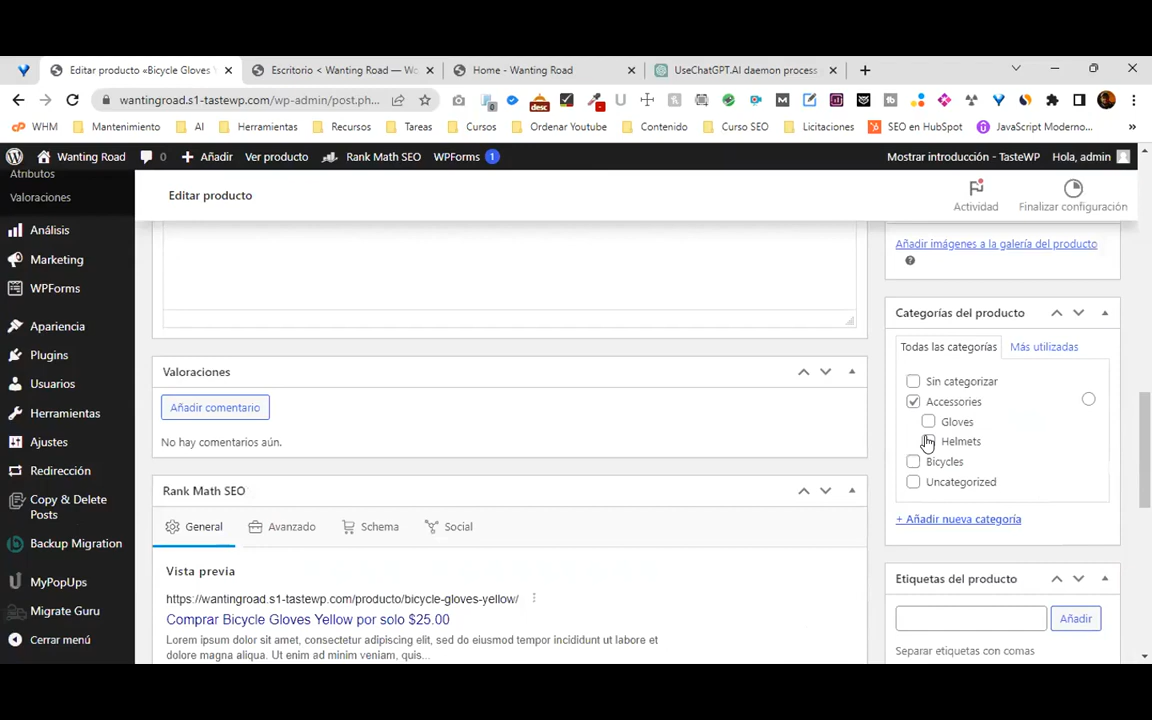 Editar producto «Bicycle Gloves Y
Escritorio < Wanting Road — Wo
Home - Wanting Road
UseChatGPT.AI daemon process
wantingroad.s1-tastewp.com/wp-admin/post.ph...
desc
WHM
Mantenimiento
AI
Herramientas
Recursos
Tareas
Cursos
Ordenar Youtube
Contenido
Curso SEO
Licitaciones
SEO en HubSpot
JavaScript Moderno...
Wanting Road
0
Añadir
Ver producto
Rank Math SEO
WPForms 1
Mostrar introducción - TasteWP
Hola, admin
Atributos
Valoraciones
Análisis
Marketing
WPForms
Apariencia
Plugins
Usuarios
Herramientas
Ajustes
Redirección
Copy & Delete
Posts
Backup Migration
MyPopUps
Migrate Guru
Cerrar menú
Editar producto
Actividad
Finalizar configuración
Valoraciones
Añadir comentario
No hay comentarios aún.
Rank Math SEO
General
Avanzado
Schema
Social
Vista previa
https://wantingroad.s1-tastewp.com/producto/bicycle-gloves-yellow/
Comprar Bicycle Gloves Yellow por solo $25.00
Lorem ipsum dolor sit amet, consectetur adipiscing elit, sed do eiusmod tempor incididunt ut labore et
dolore magna aliqua. Ut enim ad minim veniam, quis...
Añadir imágenes a la galería del producto
Categorías del producto
Todas las categorías
Más utilizadas
Sin categorizar
Accessories
Gloves
Helmets
Bicycles
Uncategorized
+ Añadir nueva categoría
Etiquetas del producto
Añadir
Separar etiquetas con comas